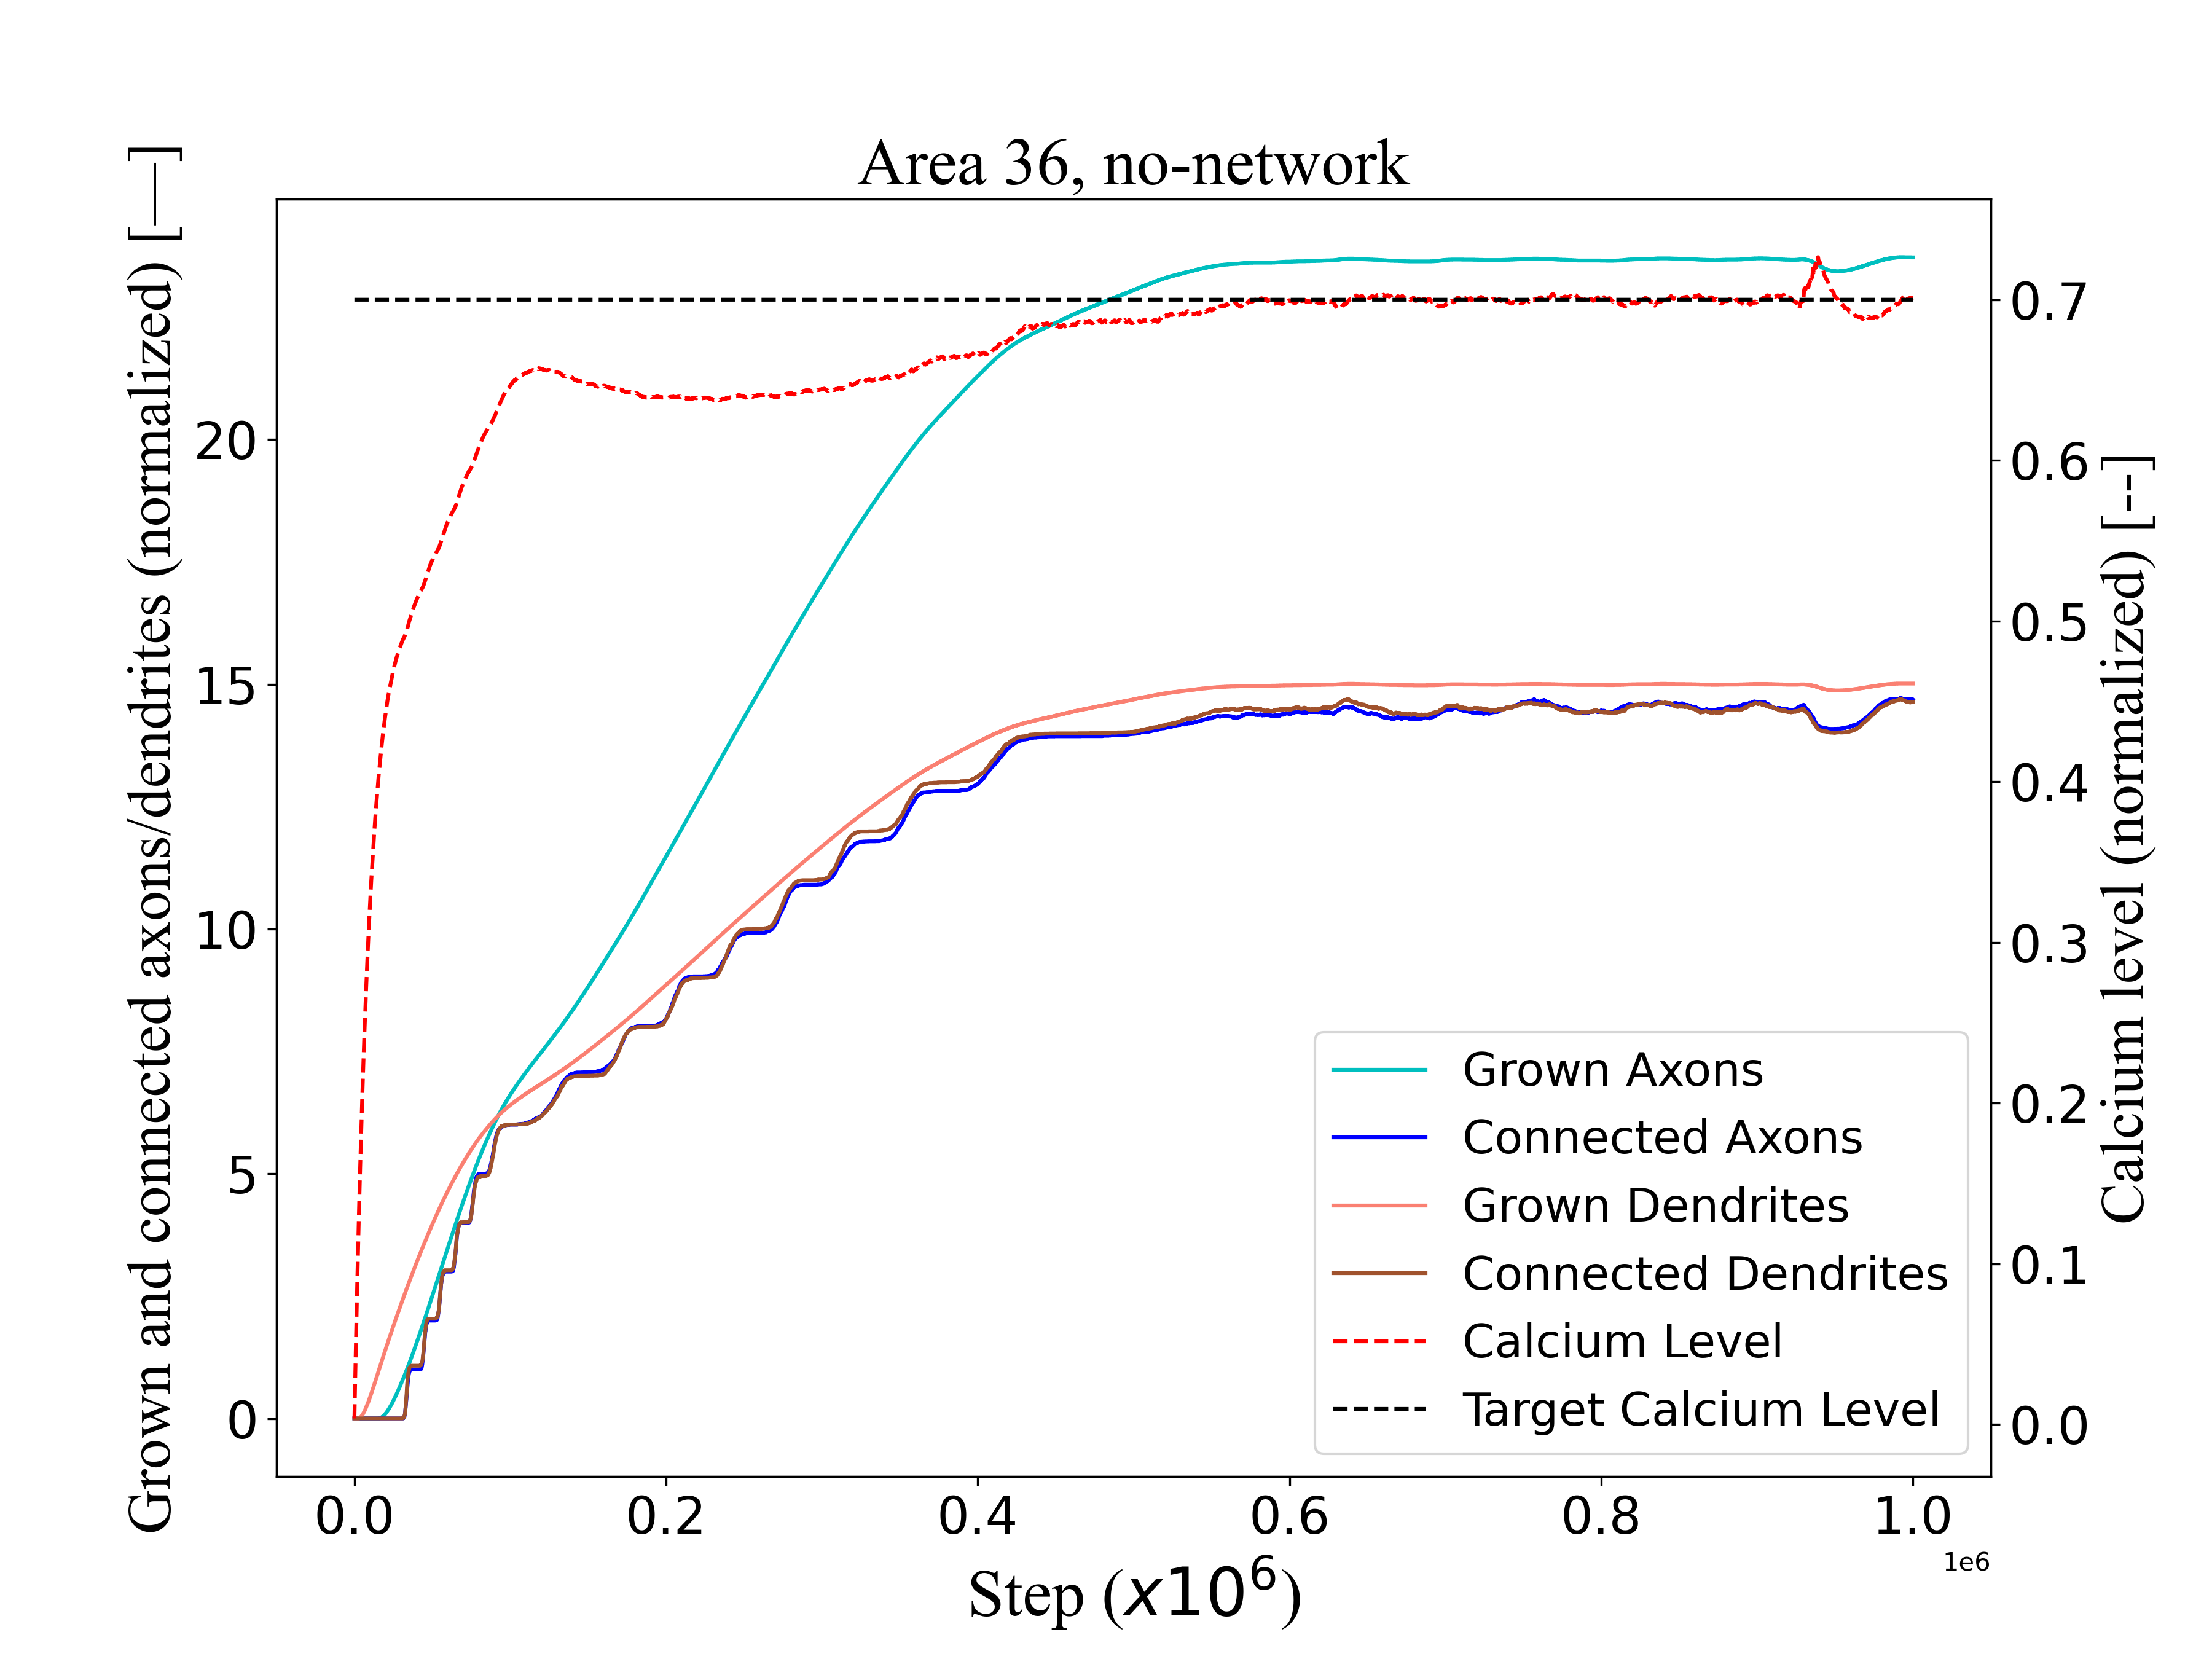 Area 36, no-network
Grown and connected axons/dendrites (normalized) [—]
20
15
10
5
0
0.7
0.6
0.5
0.4
0.3
0.2
0.1
0.0
Calcium level (normalized) [--]
Grown Axons
Connected Axons
Grown Dendrites
Connected Dendrites
Calcium Level
Target Calcium Level
0.0 0.2 0.4 0.6 0.8 1.0
1e6
Step (x10⁶)